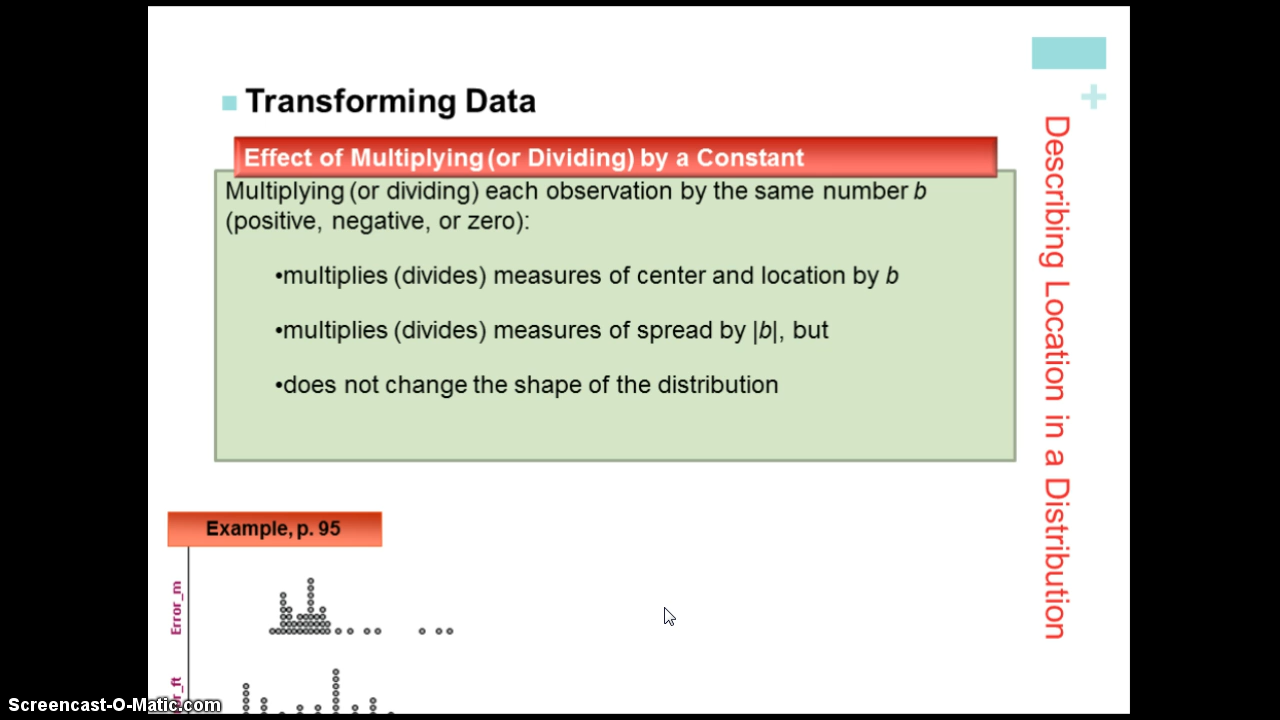 Transforming Data
Effect of Multiplying (or Dividing) by a Constant
Multiplying (or dividing) each observation by the same number b
(positive, negative, or zero):
•multiplies (divides) measures of center and location by b
•multiplies (divides) measures of spread by |b|, but
•does not change the shape of the distribution
+
Describing Location in a Distribution
Example, p. 95
Error_m
Screencast-O-Matic.com